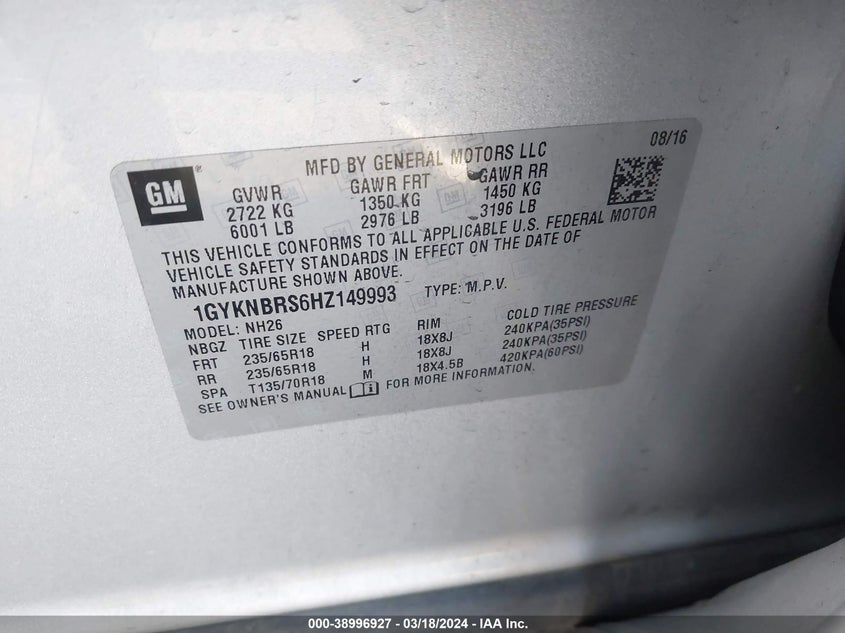 08/16
MFD BY GENERAL MOTORS LLC
GM
GVWR GAWR FRT GAWR RR
2722 KG 1350 KG 1450 KG
6001 LB 2976 LB 3196 LB
THIS VEHICLE CONFORMS TO ALL APPLICABLE U.S. FEDERAL MOTOR
VEHICLE SAFETY STANDARDS IN EFFECT ON THE DATE OF
MANUFACTURE SHOWN ABOVE.
1GYKNBRS6HZ149993 TYPE: M.P.V.
MODEL: NH26
NBGZ TIRE SIZE SPEED RTG RIM COLD TIRE PRESSURE
FRT 235/65R18 H 18X8J 240KPA(35PSI)
RR 235/65R18 H 18X8J 240KPA(35PSI)
SPA T135/70R18 M 18X4.5B 420KPA(60PSI)
SEE OWNER'S MANUAL i FOR MORE INFORMATION.
000-38996927 - 03/18/2024 - IAA Inc.